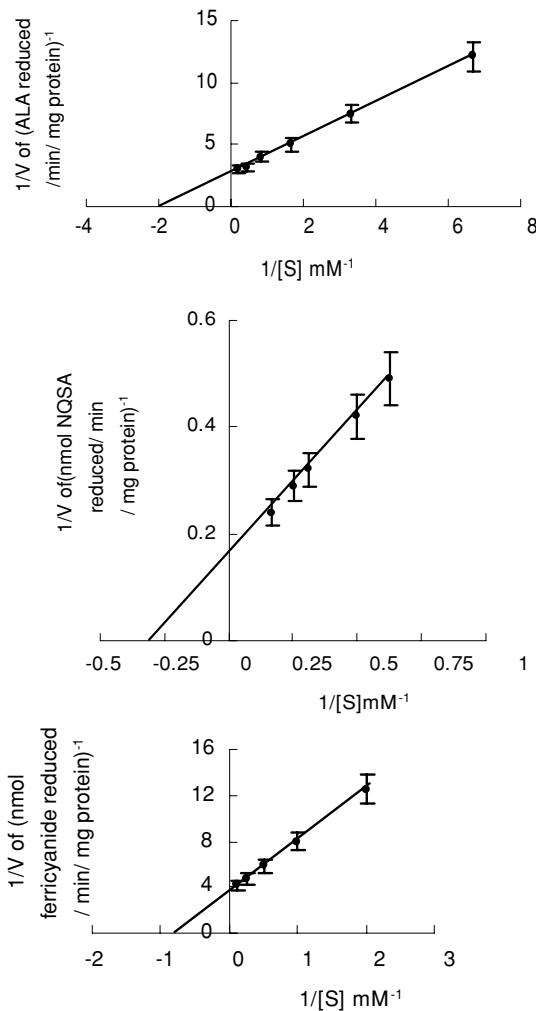 1/V of (ALA reduced
/min/ mg protein)⁻¹
15
10
5
0
-4 -2 0 2 4 6 8
1/[S] mM⁻¹
1/V of(nmol NQSA
reduced/ min
/ mg protein)⁻¹
0.6
0.4
0.2
0
-0.5 -0.25 0 0.25 0.5 0.75 1
1/[S]mM⁻¹
1/V of (nmol
ferricyanide reduced
/ min/ mg protein)⁻¹
16
12
8
4
0
-2 -1 0 1 2 3
1/[S] mM⁻¹